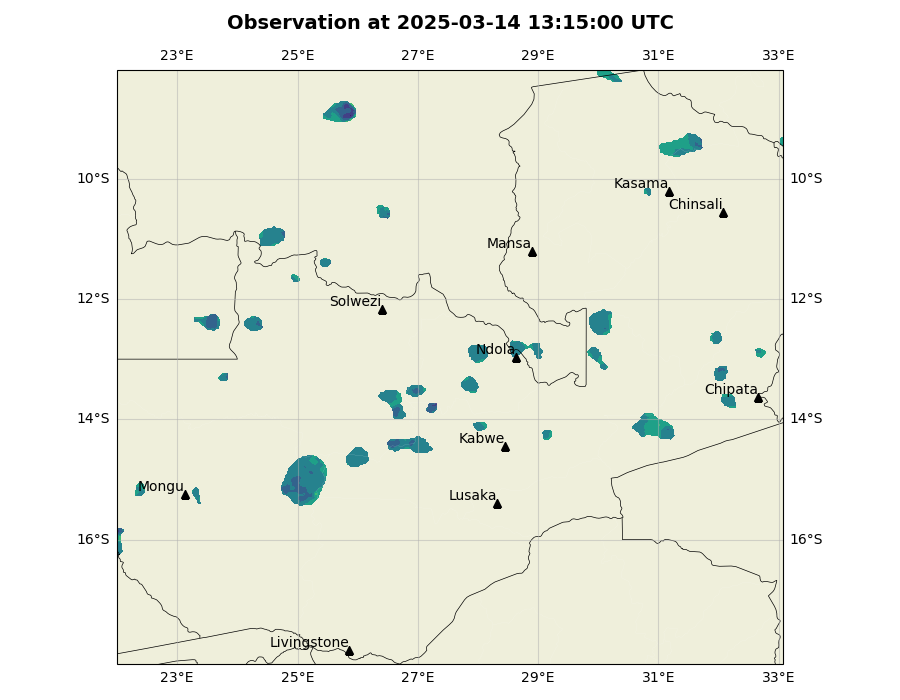 Observation at 2025-03-14 13:15:00 UTC
23°E 25°E 27°E 29°E 31°E 33°E
10°S 10°S
Kasama
Chinsali
Mansa
12°S 12°S
Solwezi
Ndola
Chipata
14°S 14°S
Kabwe
Mongu
Lusaka
16°S 16°S
Livingstone
23°E 25°E 27°E 29°E 31°E 33°E